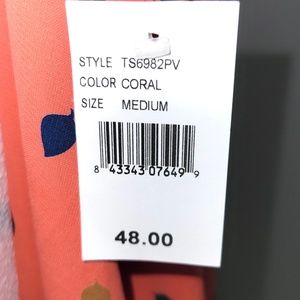 STYLE TS6982PV
COLOR CORAL
SIZE MEDIUM
8 43343 07649 9
48.00